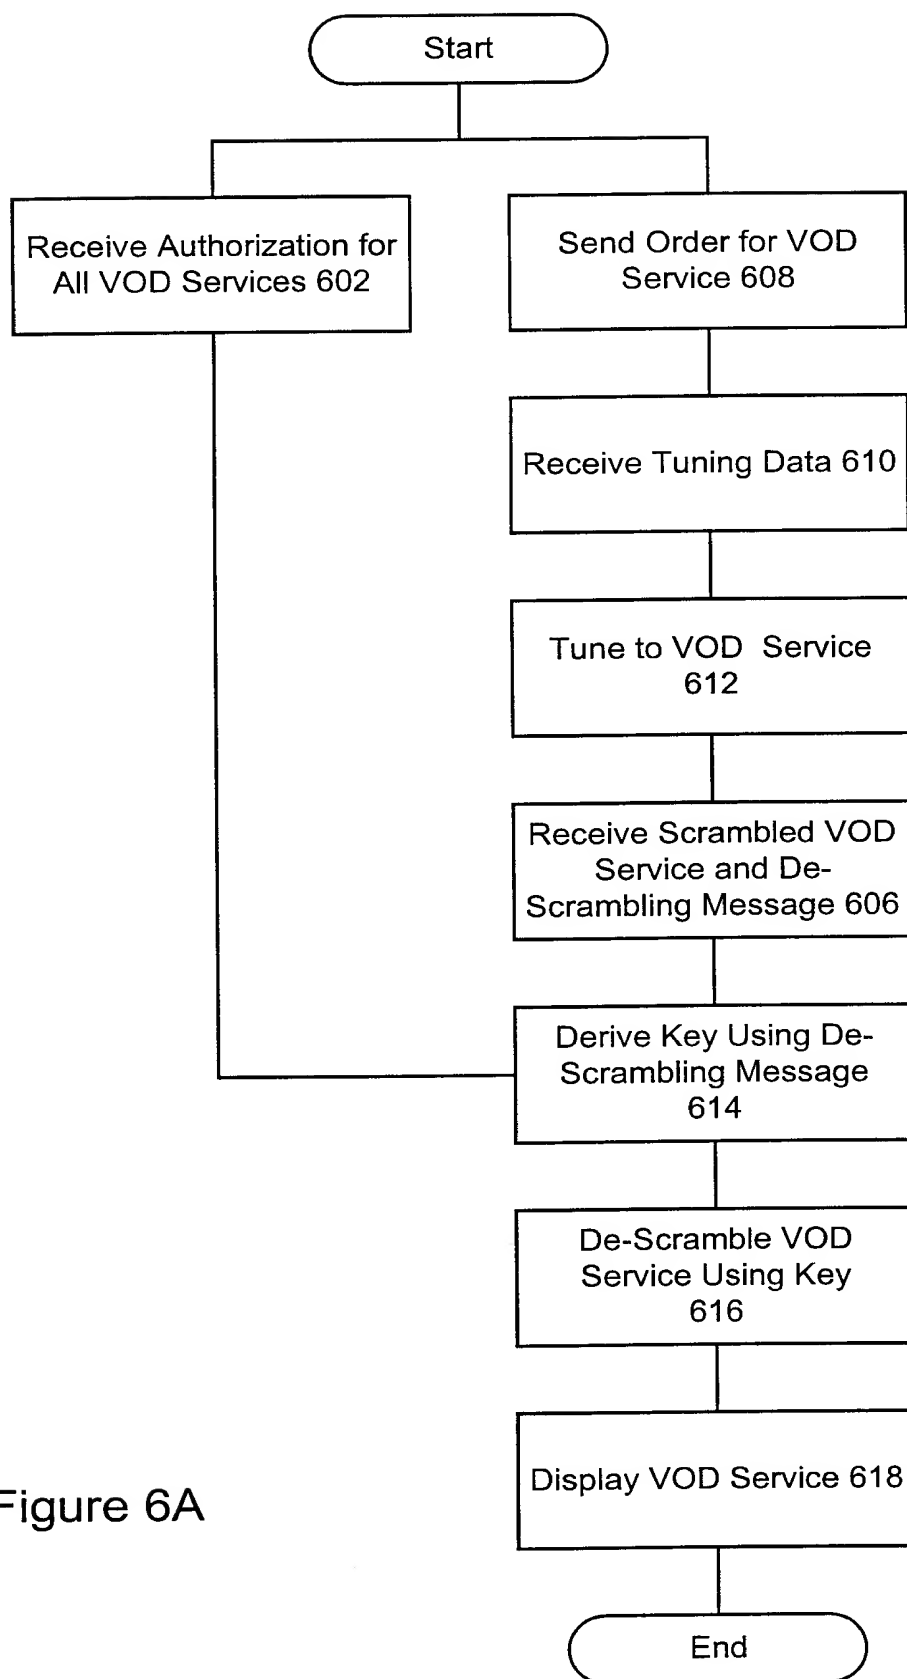 Start
Receive Authorization for
All VOD Services 602
Send Order for VOD
Service 608
Receive Tuning Data 610
Tune to VOD Service
612
Receive Scrambled VOD
Service and De-
Scrambling Message 606
Derive Key Using De-
Scrambling Message
614
De-Scramble VOD
Service Using Key
616
Display VOD Service 618
Figure 6A
End